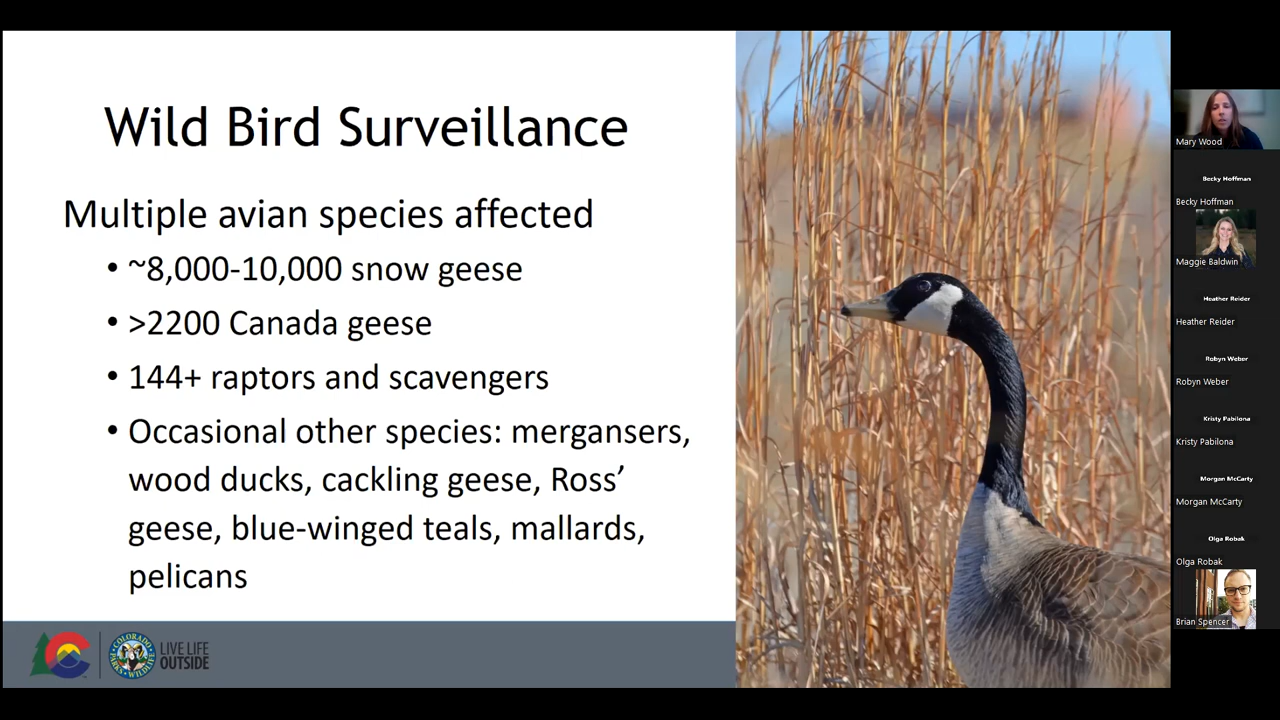 Wild Bird Surveillance
Multiple avian species affected
• ~8,000-10,000 snow geese
• >2200 Canada geese
• 144+ raptors and scavengers
• Occasional other species: mergansers,
wood ducks, cackling geese, Ross’
geese, blue-winged teals, mallards,
pelicans
COLORADO
PARKS & WILDLIFE
LIVE LIFE
OUTSIDE
Mary Wood
Becky Hoffman
Becky Hoffman
Maggie Baldwin
Heather Reider
Heather Reider
Robyn Weber
Robyn Weber
Kristy Pabilona
Kristy Pabilona
Morgan McCarty
Morgan McCarty
Olga Robak
Olga Robak
Brian Spencer